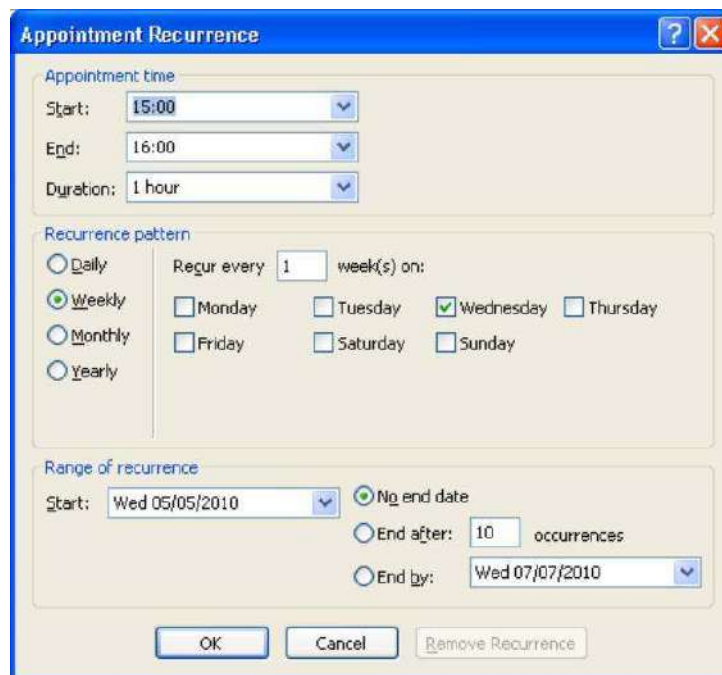 Appointment Recurrence
Appointment time
Start: 15:00
End: 16:00
Duration: 1 hour
Recurrence pattern
Daily
Weekly
Monthly
Yearly
Recur every 1 week(s) on:
Monday Tuesday Wednesday Thursday
Friday Saturday Sunday
Range of recurrence
Start: Wed 05/05/2010
No end date
End after: 10 occurrences
End by: Wed 07/07/2010
OK Cancel Remove Recurrence